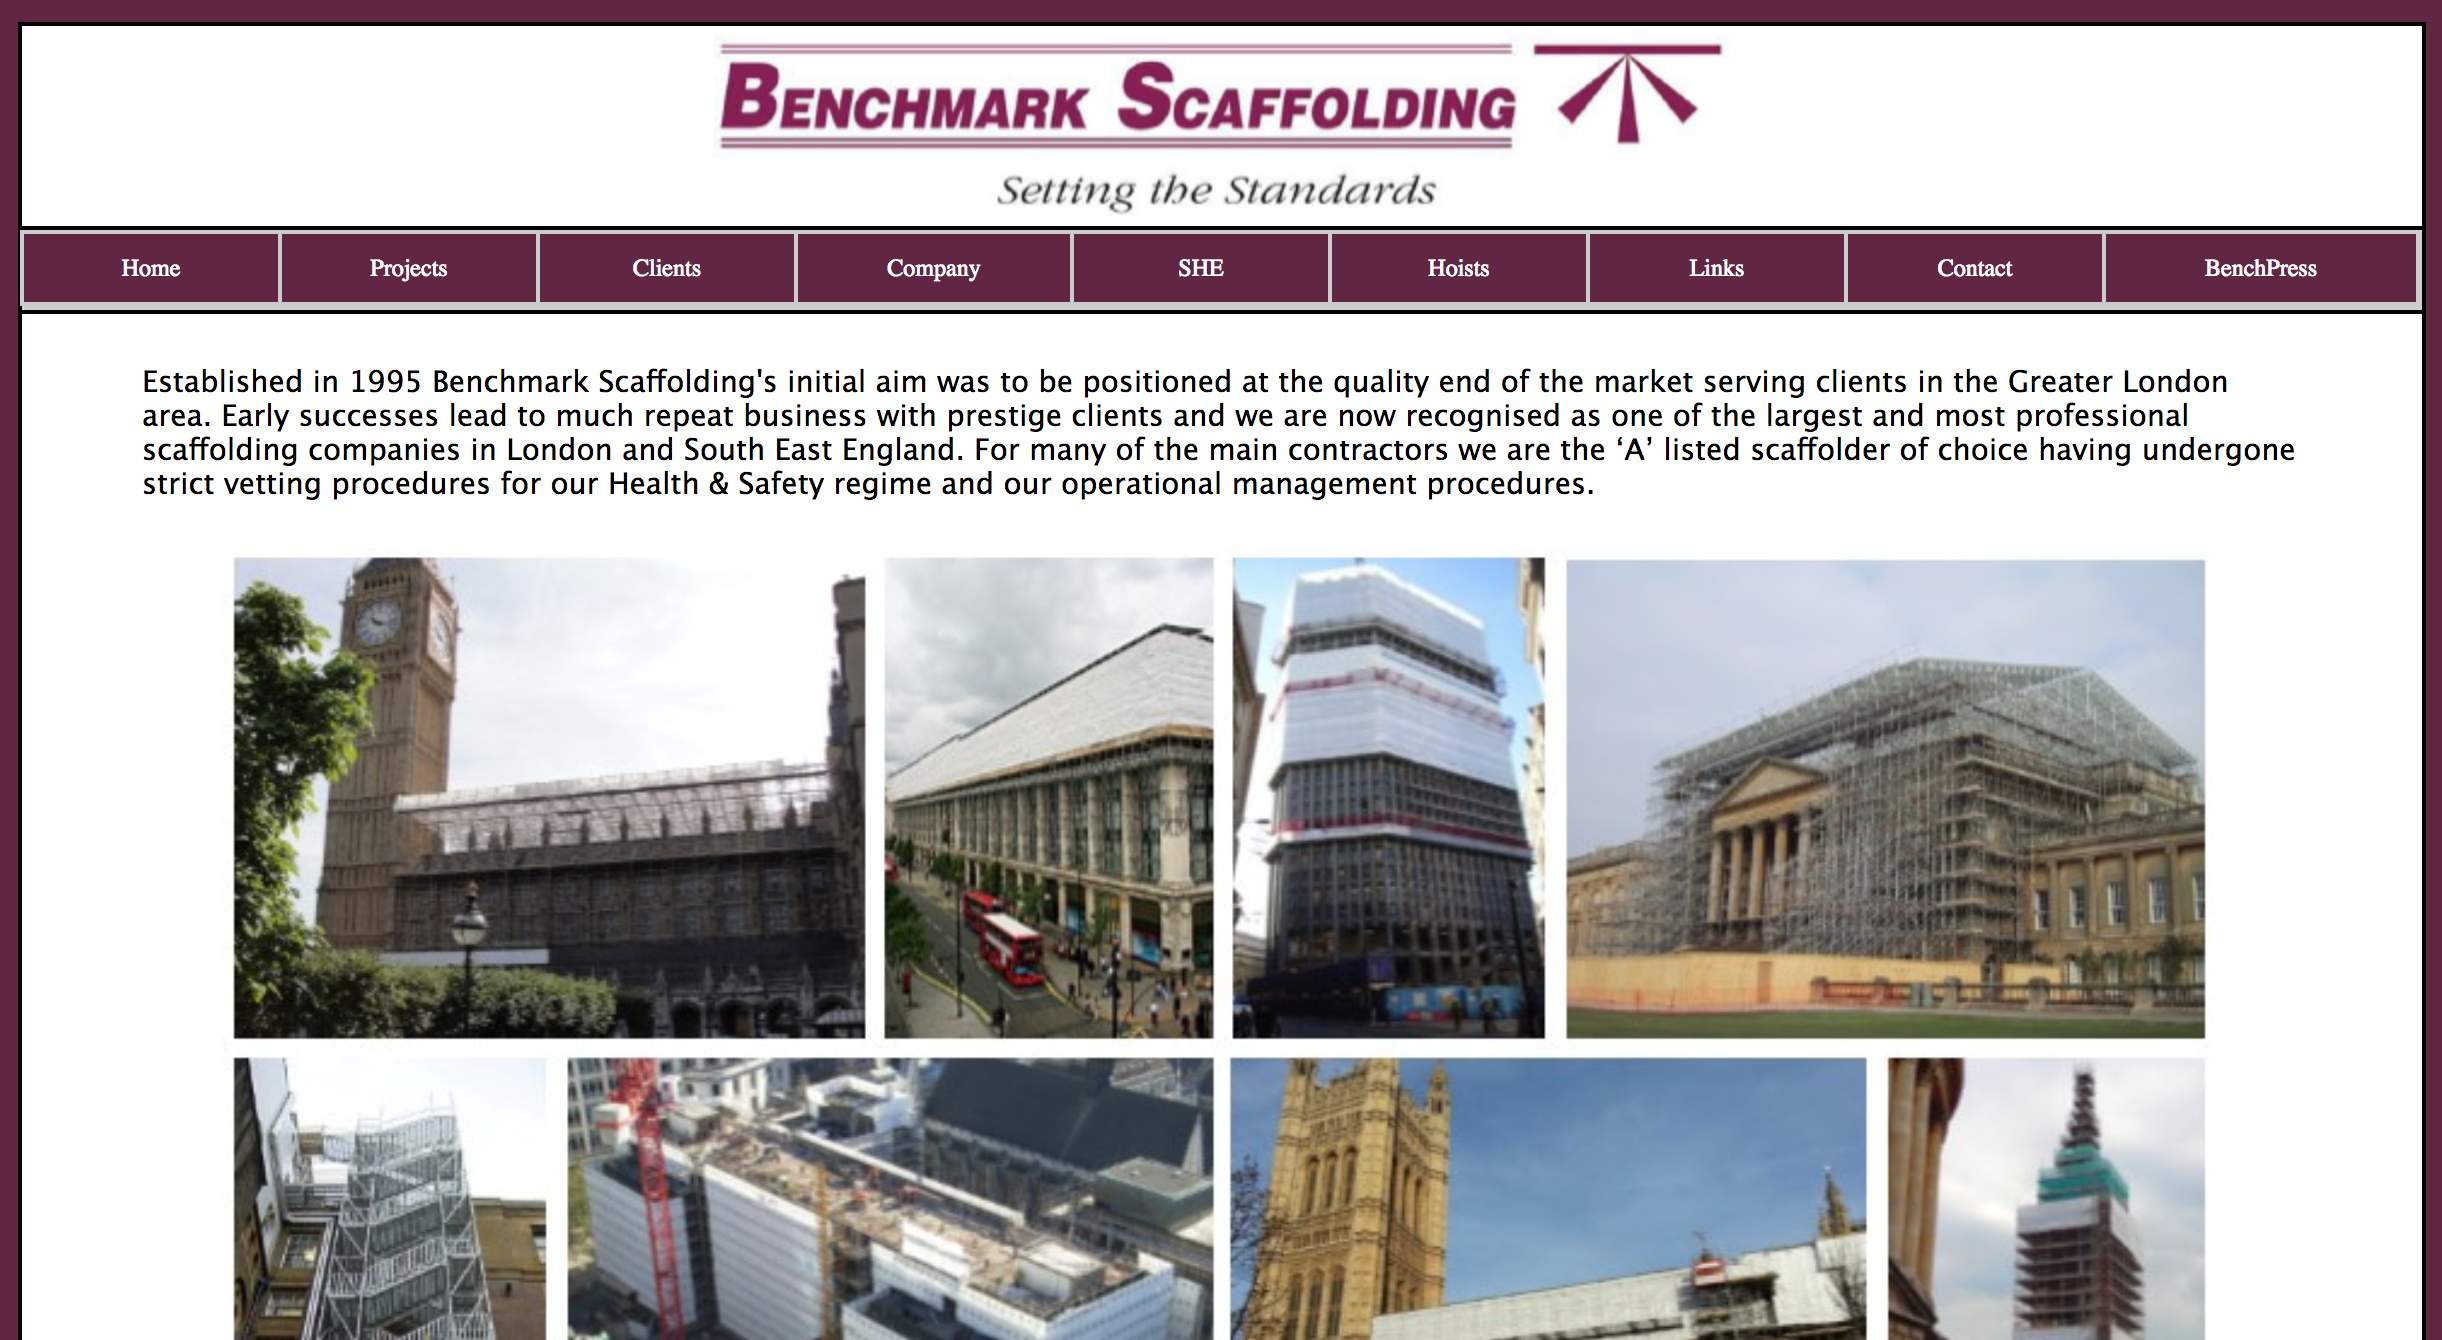 BENCHMARK SCAFFOLDING
Setting the Standards
Home
Projects
Clients
Company
SHE
Hoists
Links
Contact
BenchPress
Established in 1995 Benchmark Scaffolding's initial aim was to be positioned at the quality end of the market serving clients in the Greater London
area. Early successes lead to much repeat business with prestige clients and we are now recognised as one of the largest and most professional
scaffolding companies in London and South East England. For many of the main contractors we are the ‘A’ listed scaffolder of choice having undergone
strict vetting procedures for our Health & Safety regime and our operational management procedures.